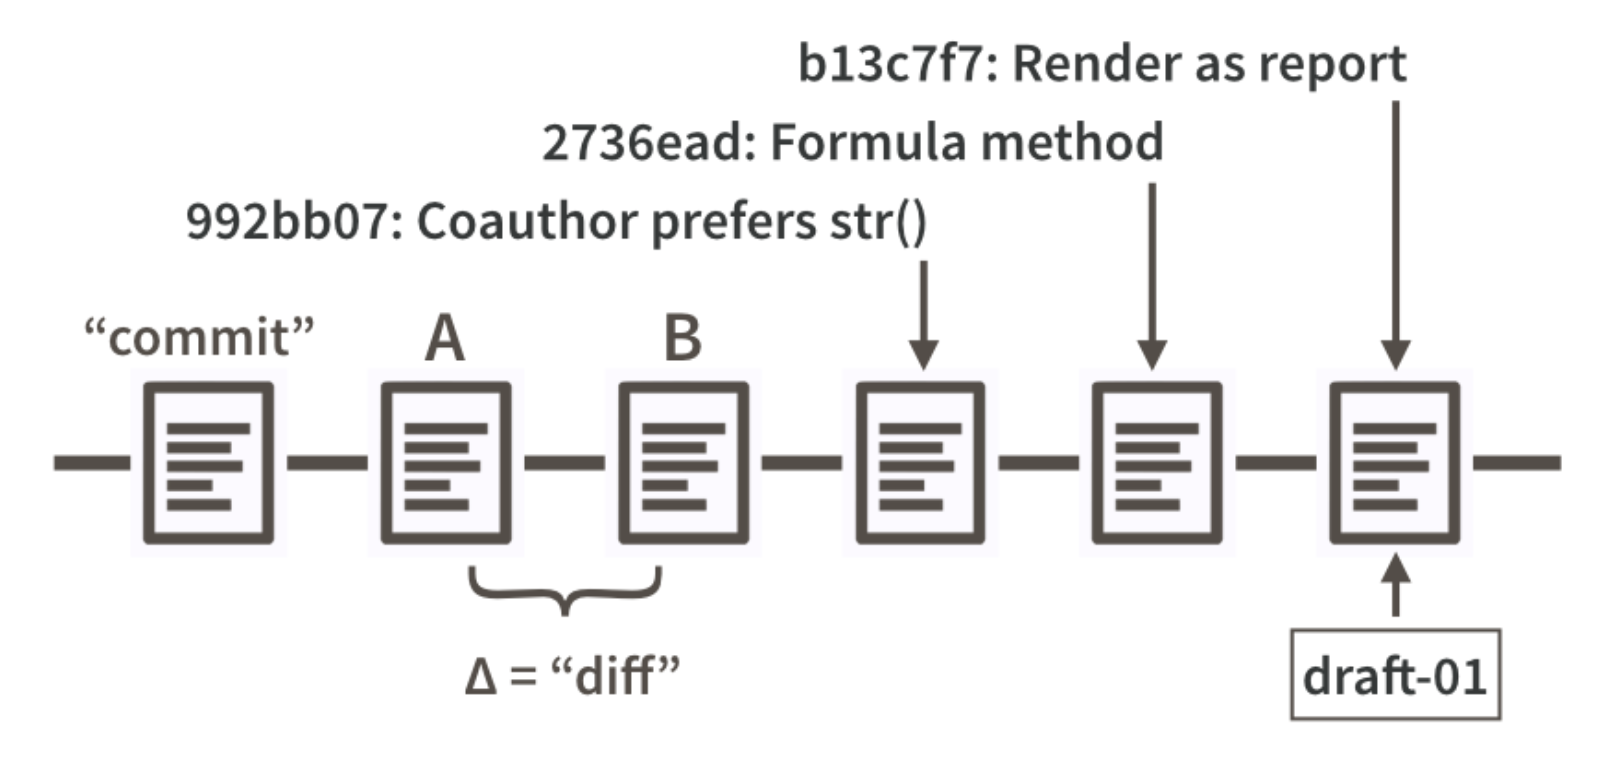 b13c7f7: Render as report
2736ead: Formula method
992bb07: Coauthor prefers str()
“commit”
A
B
Δ = “diff”
draft-01